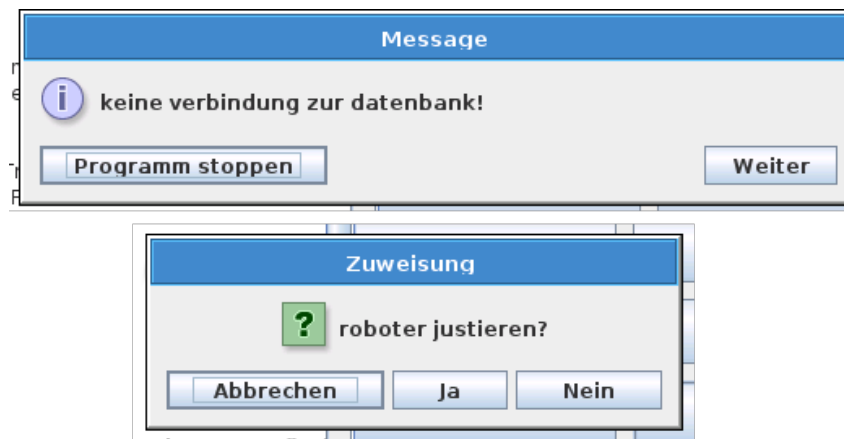 Message
i keine verbindung zur datenbank!
Programm stoppen Weiter
Zuweisung
? roboter justieren?
Abbrechen Ja Nein